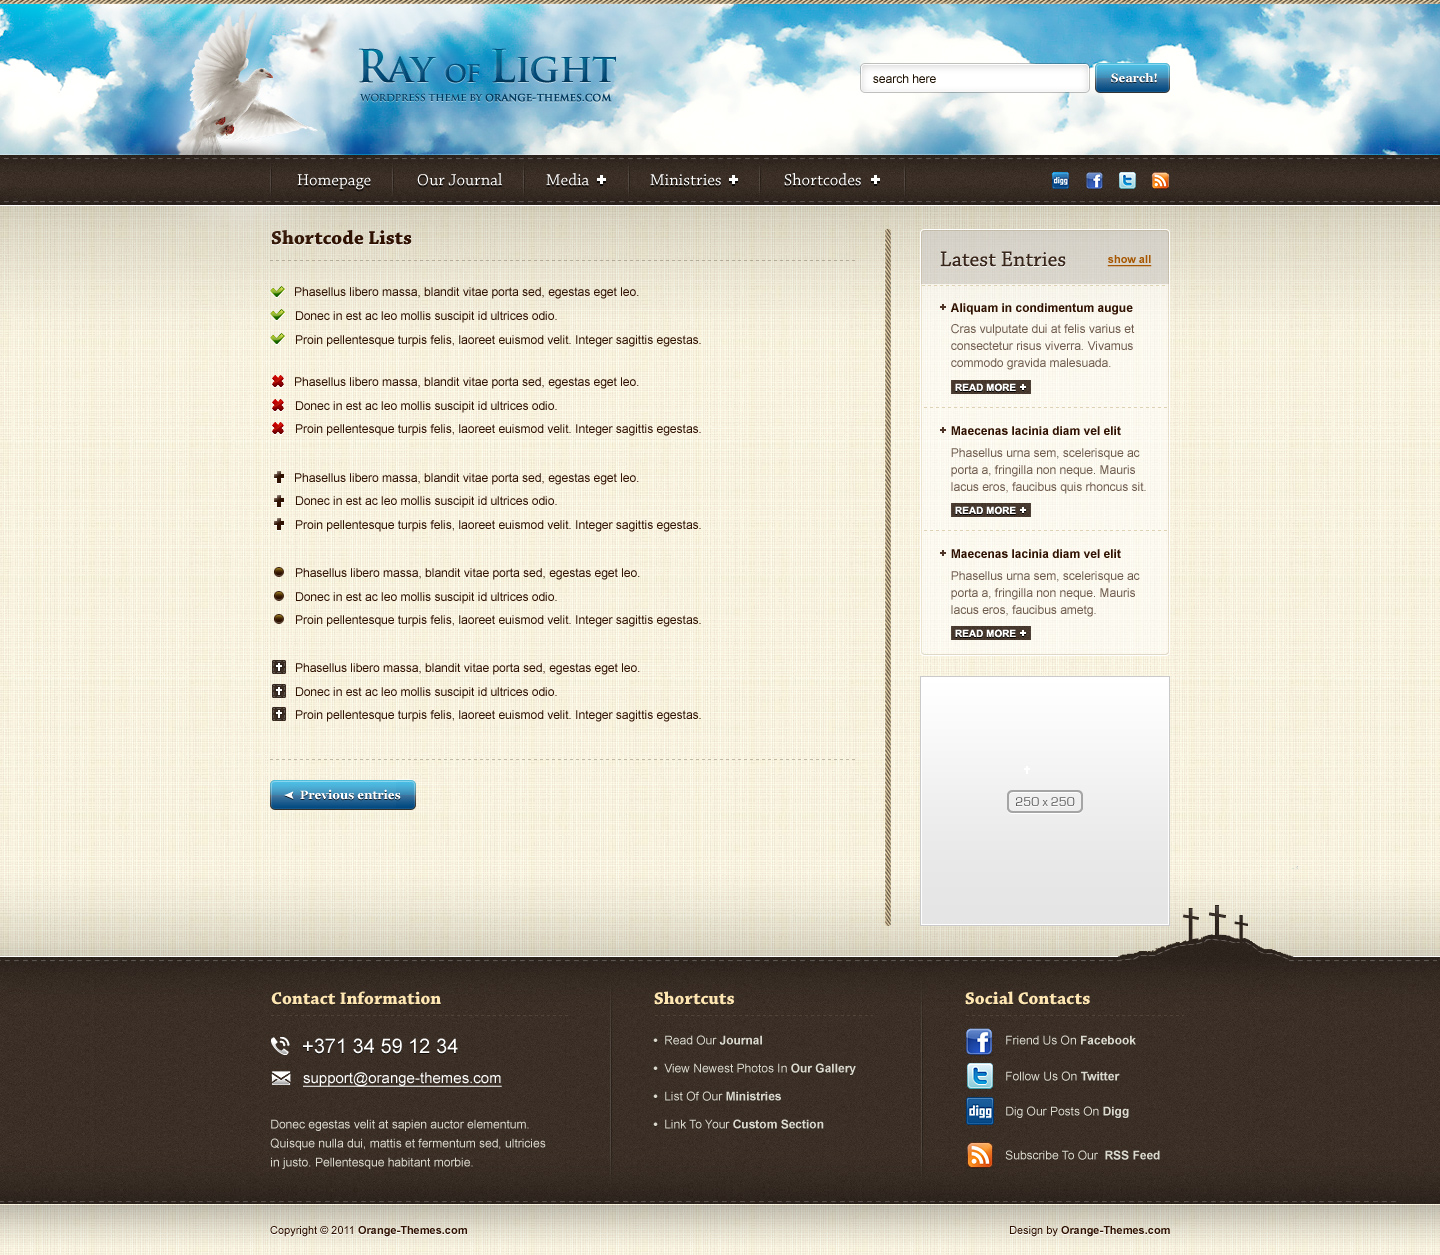 Ray of Light
WORDPRESS THEME BY ORANGE-THEMES.COM
search here
Search!
Homepage
Our Journal
Media
Ministries
Shortcodes
digg
Shortcode Lists
Phasellus libero massa, blandit vitae porta sed, egestas eget leo.
Donec in est ac leo mollis suscipit id ultrices odio.
Proin pellentesque turpis felis, laoreet euismod velit. Integer sagittis egestas.
Phasellus libero massa, blandit vitae porta sed, egestas eget leo.
Donec in est ac leo mollis suscipit id ultrices odio.
Proin pellentesque turpis felis, laoreet euismod velit. Integer sagittis egestas.
Phasellus libero massa, blandit vitae porta sed, egestas eget leo.
Donec in est ac leo mollis suscipit id ultrices odio.
Proin pellentesque turpis felis, laoreet euismod velit. Integer sagittis egestas.
Phasellus libero massa, blandit vitae porta sed, egestas eget leo.
Donec in est ac leo mollis suscipit id ultrices odio.
Proin pellentesque turpis felis, laoreet euismod velit. Integer sagittis egestas.
Phasellus libero massa, blandit vitae porta sed, egestas eget leo.
Donec in est ac leo mollis suscipit id ultrices odio.
Proin pellentesque turpis felis, laoreet euismod velit. Integer sagittis egestas.
Previous entries
Latest Entries
show all
Aliquam in condimentum augue
Cras vulputate dui at felis varius et
consectetur risus viverra. Vivamus
commodo gravida malesuada.
READ MORE +
Maecenas lacinia diam vel elit
Phasellus urna sem, scelerisque ac
porta a, fringilla non neque. Mauris
lacus eros, faucibus quis rhoncus sit.
READ MORE +
Maecenas lacinia diam vel elit
Phasellus urna sem, scelerisque ac
porta a, fringilla non neque. Mauris
lacus eros, faucibus ametg.
READ MORE +
250 x 250
Contact Information
+371 34 59 12 34
support@orange-themes.com
Donec egestas velit at sapien auctor elementum.
Quisque nulla dui, mattis et fermentum sed, ultricies
in justo. Pellentesque habitant morbie.
Shortcuts
• Read Our Journal
• View Newest Photos In Our Gallery
• List Of Our Ministries
• Link To Your Custom Section
Social Contacts
Friend Us On Facebook
Follow Us On Twitter
digg
Dig Our Posts On Digg
Subscribe To Our RSS Feed
Copyright © 2011 Orange-Themes.com
Design by Orange-Themes.com